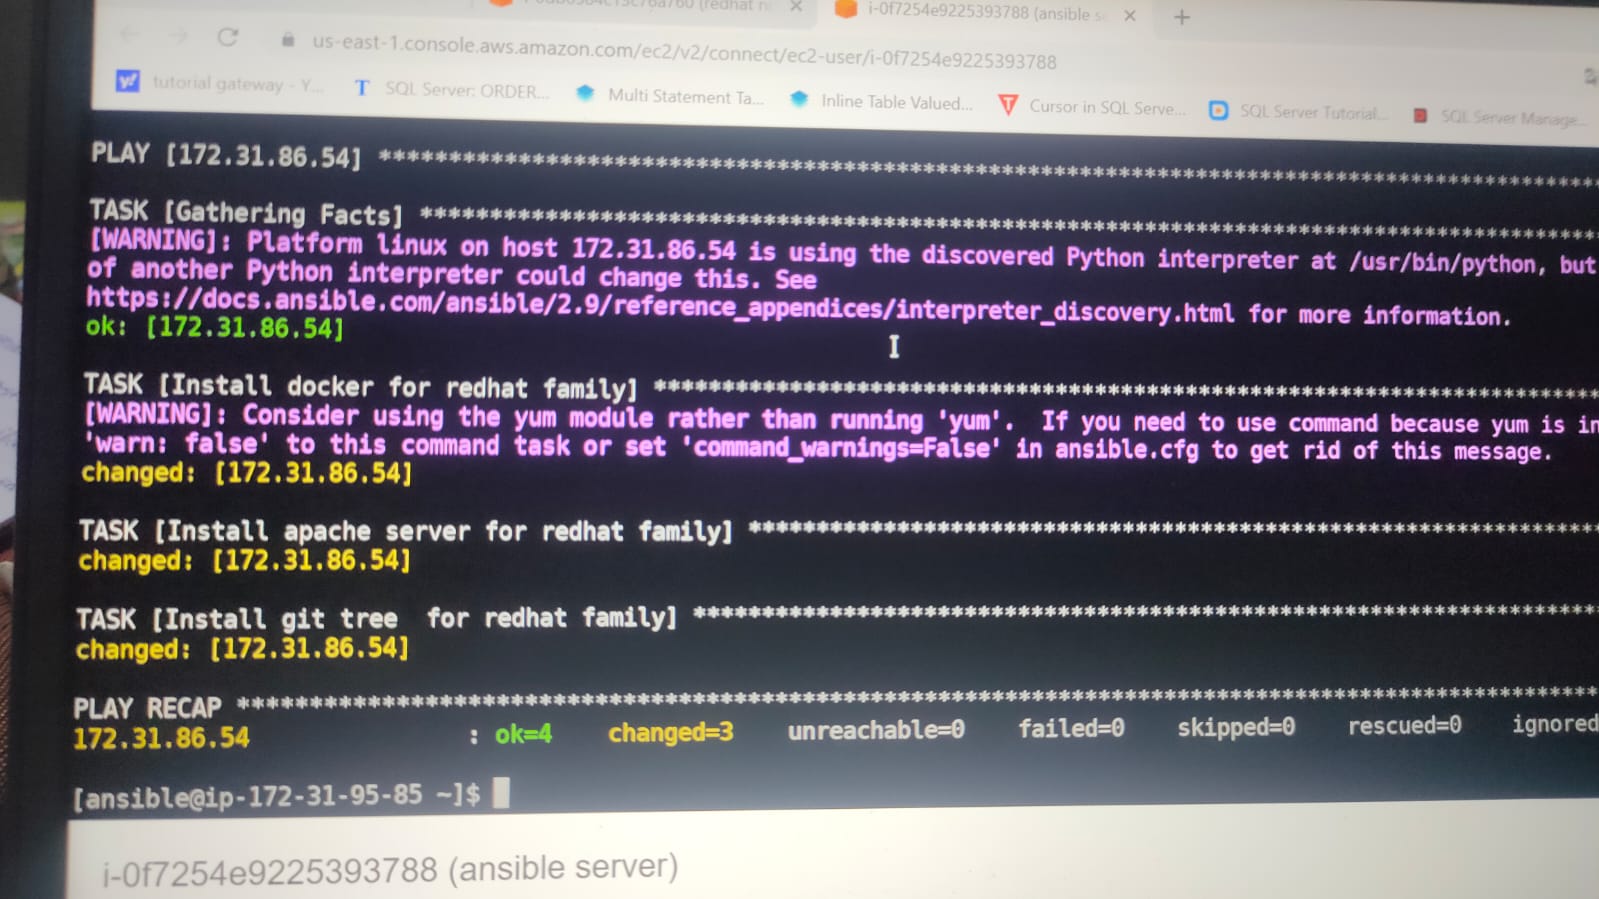 (redhat
i-0f7254e9225393788 (ansible
us-east-1.console.aws.amazon.com/ec2/v2/connect/ec2-user/i-0f7254e9225393788
tutorial gateway - Y... SQL Server: ORDER... Multi Statement Ta... Inline Table Valued... Cursor in SQL Serve... SQL Server Tutorial... SQL Server Manage...
PLAY [172.31.86.54] ****************************************************************************************************
TASK [Gathering Facts] *************************************************************************************************
[WARNING]: Platform linux on host 172.31.86.54 is using the discovered Python interpreter at /usr/bin/python, but
of another Python interpreter could change this. See
https://docs.ansible.com/ansible/2.9/reference_appendices/interpreter_discovery.html for more information.
ok: [172.31.86.54]
TASK [Install docker for redhat family] ********************************************************************************
[WARNING]: Consider using the yum module rather than running 'yum'.  If you need to use command because yum is in
'warn: false' to this command task or set 'command_warnings=False' in ansible.cfg to get rid of this message.
changed: [172.31.86.54]
TASK [Install apache server for redhat family] *************************************************************************
changed: [172.31.86.54]
TASK [Install git tree  for redhat family] *****************************************************************************
changed: [172.31.86.54]
PLAY RECAP *************************************************************************************************************
172.31.86.54 : ok=4 changed=3 unreachable=0 failed=0 skipped=0 rescued=0 ignored
[ansible@ip-172-31-95-85 ~]$
i-0f7254e9225393788 (ansible server)